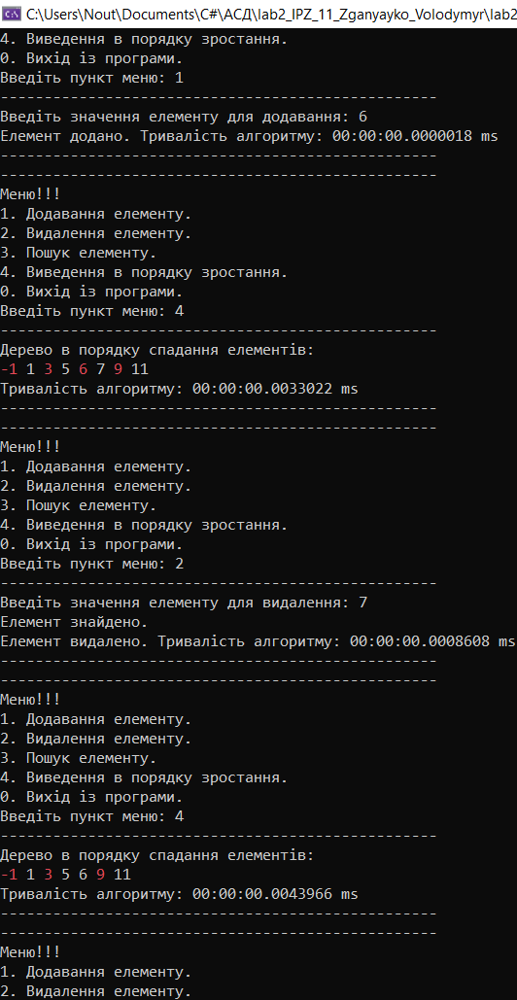 C:\Users\Nout\Documents\C#\АСД\lab2_IPZ_11_Zganyayko_Volodymyr\lab2
4. Виведення в порядку зростання.
0. Вихід із програми.
Введіть пункт меню: 1
--------------------------------------------------
Введіть значення елементу для додавання: 6
Елемент додано. Тривалість алгоритму: 00:00:00.0000018 ms
--------------------------------------------------
--------------------------------------------------
Меню!!!
1. Додавання елементу.
2. Видалення елементу.
3. Пошук елементу.
4. Виведення в порядку зростання.
0. Вихід із програми.
Введіть пункт меню: 4
--------------------------------------------------
Дерево в порядку спадання елементів:
-1 1 3 5 6 7 9 11
Тривалість алгоритму: 00:00:00.0033022 ms
--------------------------------------------------
--------------------------------------------------
Меню!!!
1. Додавання елементу.
2. Видалення елементу.
3. Пошук елементу.
4. Виведення в порядку зростання.
0. Вихід із програми.
Введіть пункт меню: 2
--------------------------------------------------
Введіть значення елементу для видалення: 7
Елемент знайдено.
Елемент видалено. Тривалість алгоритму: 00:00:00.0008608 ms
--------------------------------------------------
--------------------------------------------------
Меню!!!
1. Додавання елементу.
2. Видалення елементу.
3. Пошук елементу.
4. Виведення в порядку зростання.
0. Вихід із програми.
Введіть пункт меню: 4
--------------------------------------------------
Дерево в порядку спадання елементів:
-1 1 3 5 6 9 11
Тривалість алгоритму: 00:00:00.0043966 ms
--------------------------------------------------
--------------------------------------------------
Меню!!!
1. Додавання елементу.
2. Видалення елементу.